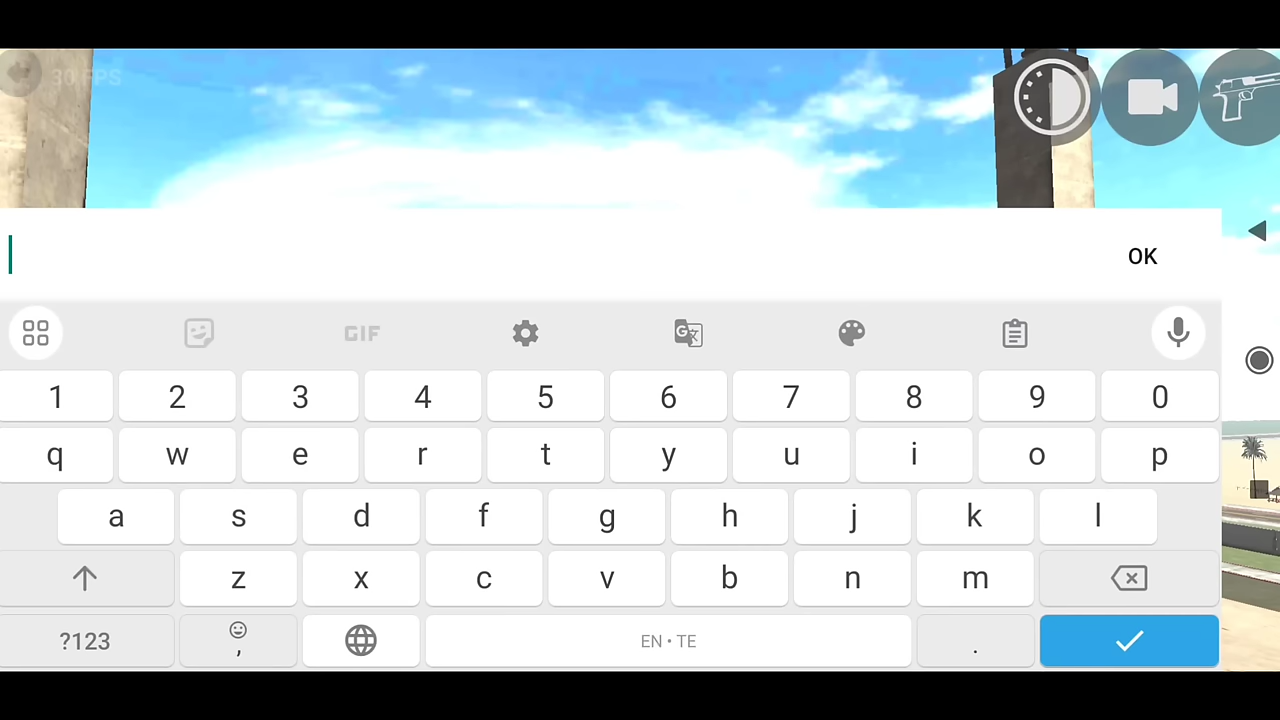 30 FPS
OK
GIF
1 2 3 4 5 6 7 8 9 0
q w e r t y u i o p
a s d f g h j k l
z x c v b n m
?123 , EN • TE .